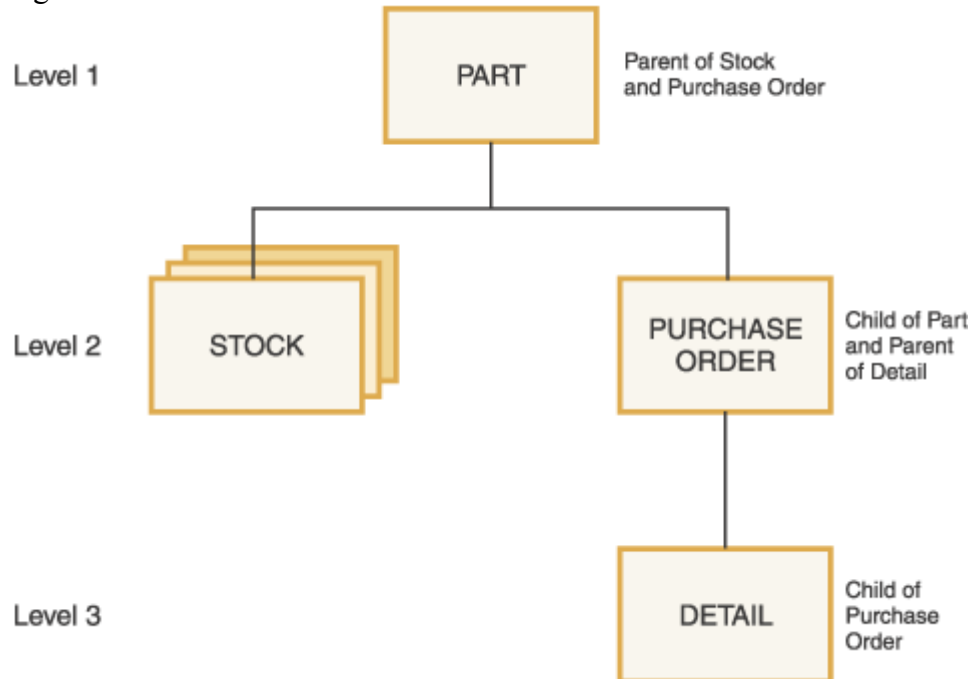 Level 1
PART
Parent of Stock
and Purchase Order
Level 2
STOCK
PURCHASE
ORDER
Child of Part
and Parent
of Detail
Level 3
DETAIL
Child of
Purchase
Order